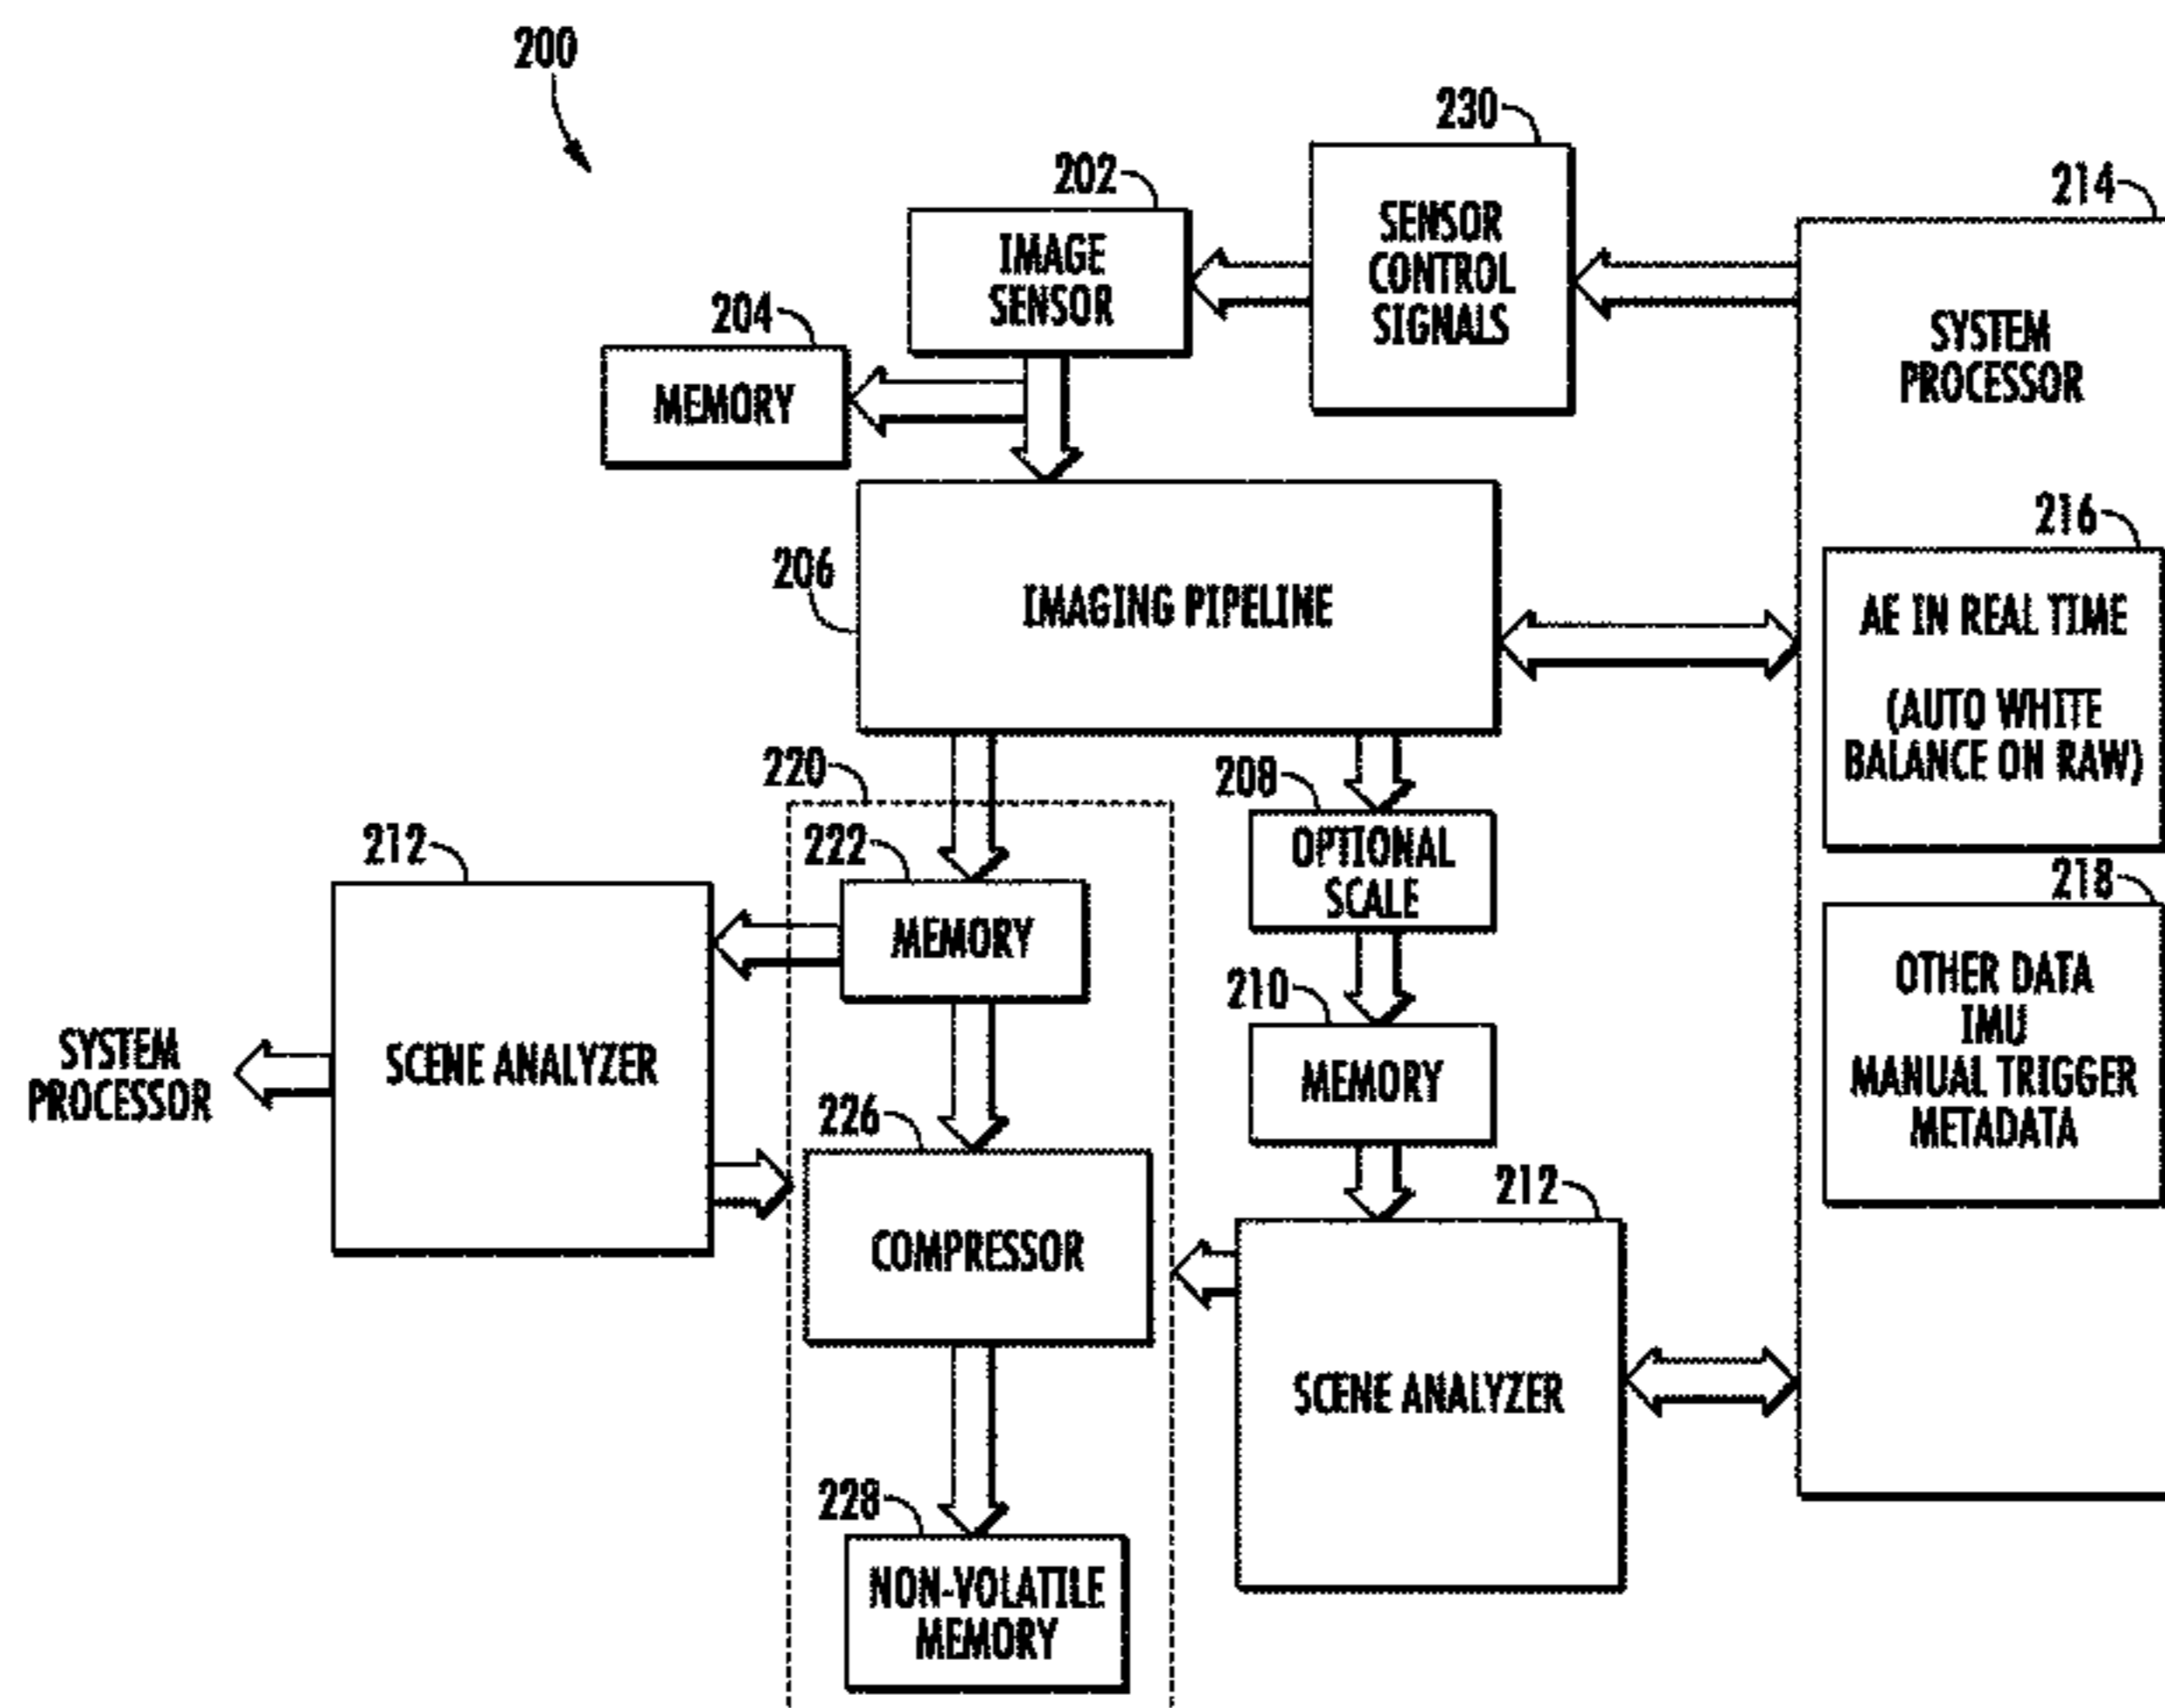 200
230
202
214
IMAGE
SENSOR
SENSOR
CONTROL
SIGNALS
204
MEMORY
SYSTEM
PROCESSOR
206
IMAGING PIPELINE
216
AE IN REAL TIME
(AUTO WHITE
BALANCE ON RAW)
220
208
OPTIONAL
SCALE
212
222
MEMORY
218
OTHER DATA
IMU
MANUAL TRIGGER
METADATA
210
MEMORY
SYSTEM
PROCESSOR
SCENE ANALYZER
226
COMPRESSOR
212
SCENE ANALYZER
228
NON-VOLATILE
MEMORY